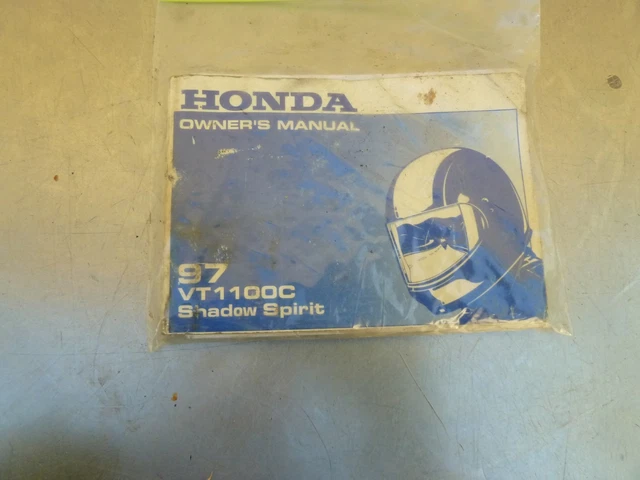 HONDA
OWNER'S MANUAL
97
VT1100C
Shadow Spirit